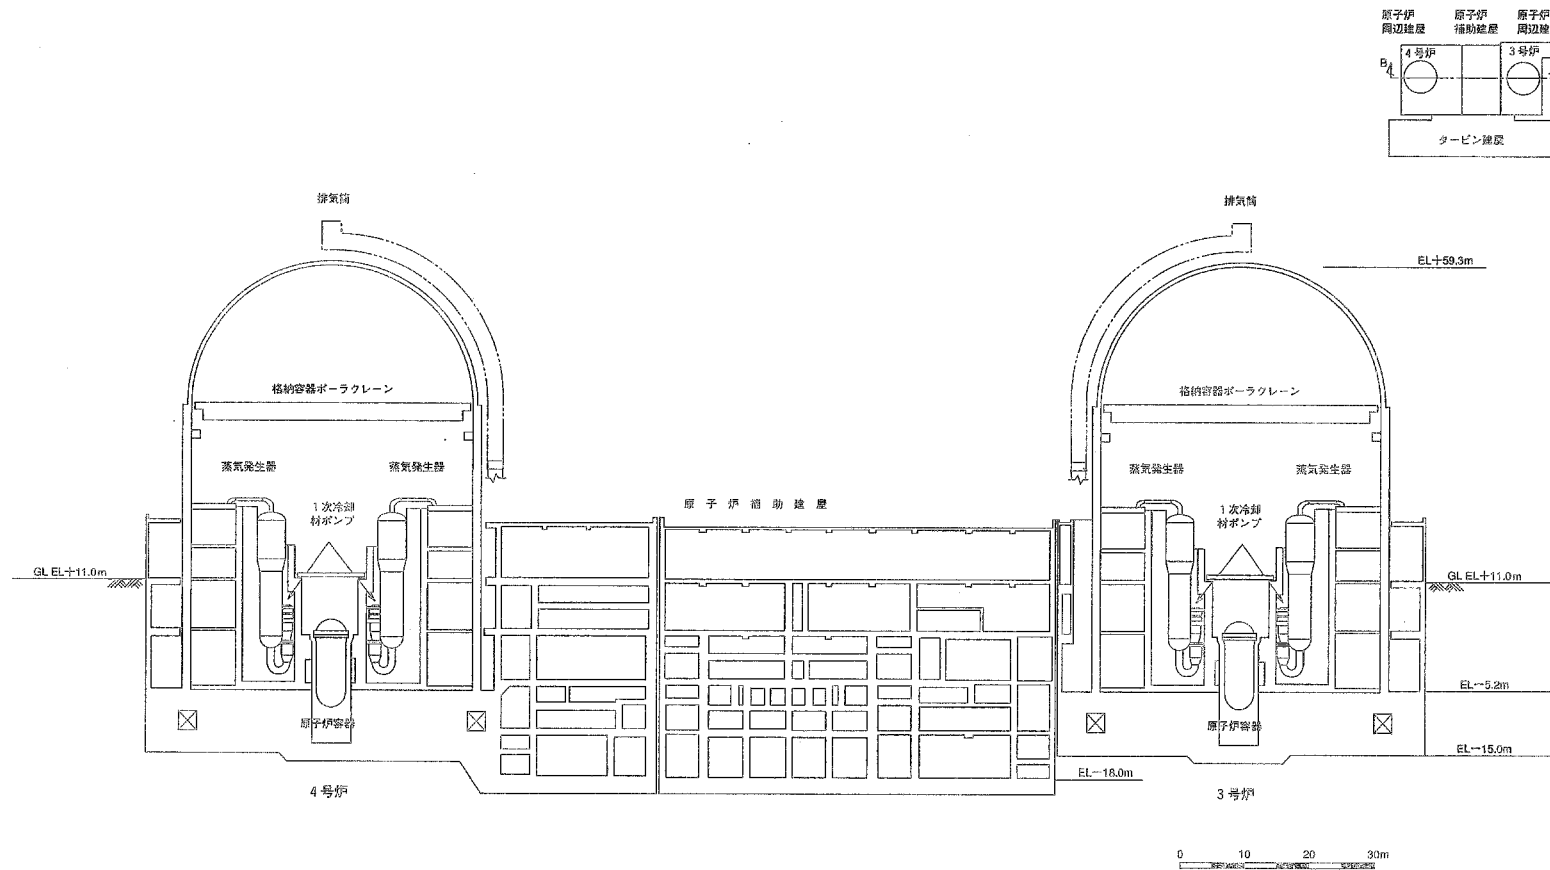 原子炉
周辺建屋
原子炉
補助建屋
原子炉
周辺建
4号炉
3号炉
B
タービン建屋
排気筒
排気筒
EL+59.3m
格納容器ポーラクレーン
格納容器ポーラクレーン
蒸気発生器
蒸気発生器
蒸気発生器
蒸気発生器
1次冷却
材ポンプ
1次冷却
材ポンプ
原子炉補助建屋
GL EL+11.0m
GL EL+11.0m
EL-5.2m
原子炉容器
原子炉容器
EL-15.0m
EL-18.0m
4号炉
3号炉
0 10 20 30m